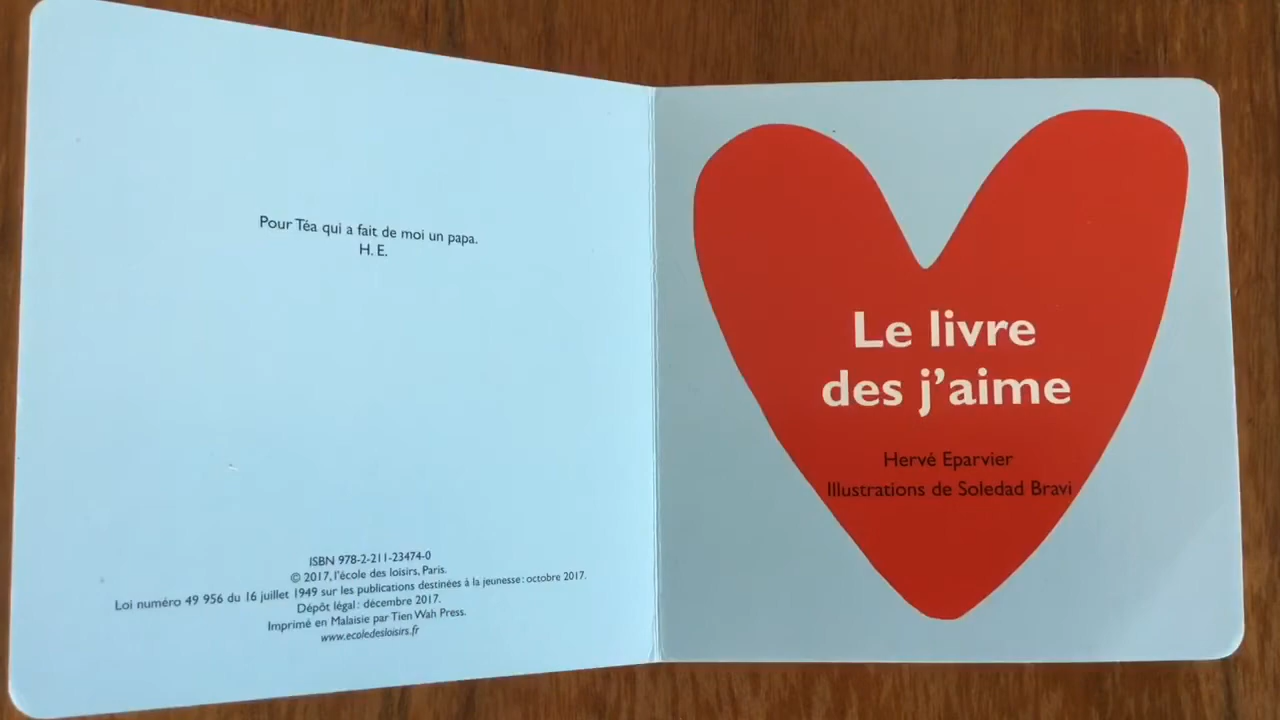 Pour Téa qui a fait de moi un papa.
H. E.
ISBN 978-2-211-23474-0
© 2017, l'école des loisirs, Paris.
Loi numéro 49 956 du 16 juillet 1949 sur les publications destinées à la jeunesse : octobre 2017.
Dépôt légal : décembre 2017.
Imprimé en Malaisie par Tien Wah Press.
www.ecoledesloisirs.fr
Le livre
des j'aime
Hervé Eparvier
Illustrations de Soledad Bravi